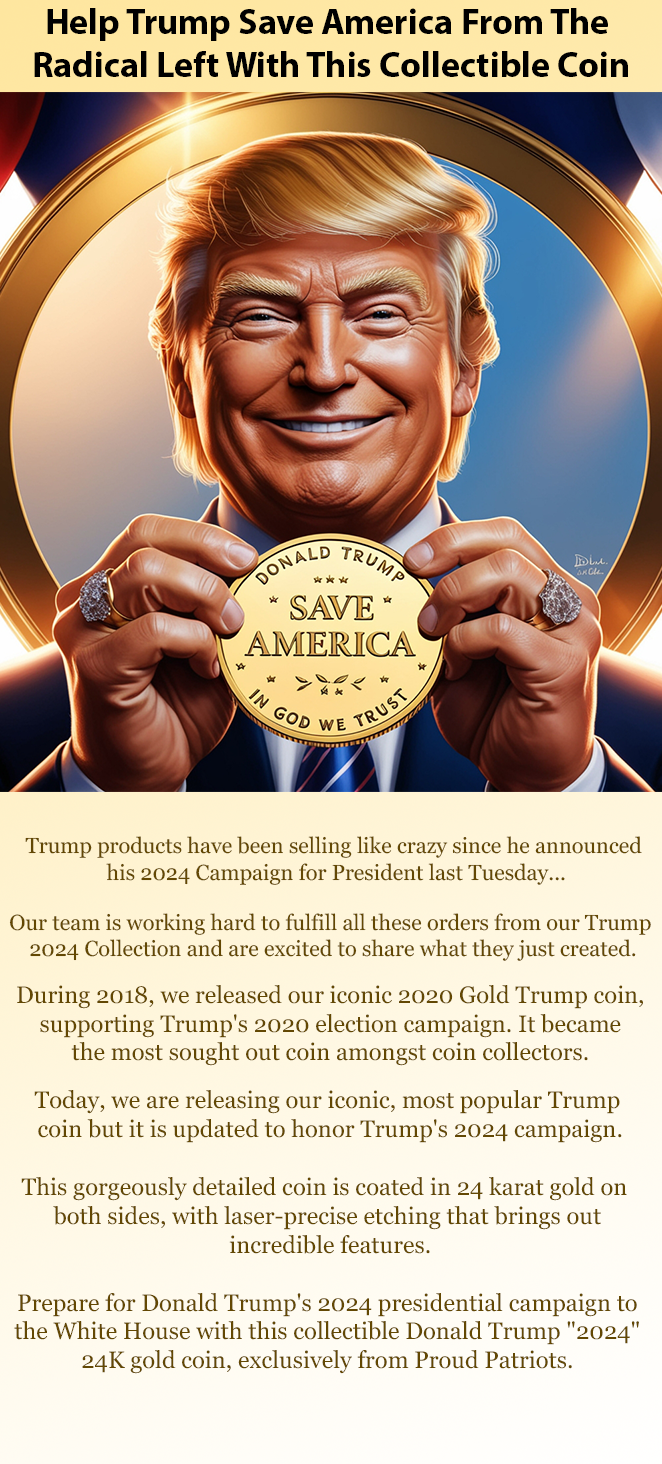 Help Trump Save America From The
Radical Left With This Collectible Coin
DONALD TRUMP
SAVE
AMERICA
IN GOD WE TRUST
Trump products have been selling like crazy since he announced
his 2024 Campaign for President last Tuesday...
Our team is working hard to fulfill all these orders from our Trump
2024 Collection and are excited to share what they just created.
During 2018, we released our iconic 2020 Gold Trump coin,
supporting Trump's 2020 election campaign. It became
the most sought out coin amongst coin collectors.
Today, we are releasing our iconic, most popular Trump
coin but it is updated to honor Trump's 2024 campaign.
This gorgeously detailed coin is coated in 24 karat gold on
both sides, with laser-precise etching that brings out
incredible features.
Prepare for Donald Trump's 2024 presidential campaign to
the White House with this collectible Donald Trump "2024"
24K gold coin, exclusively from Proud Patriots.